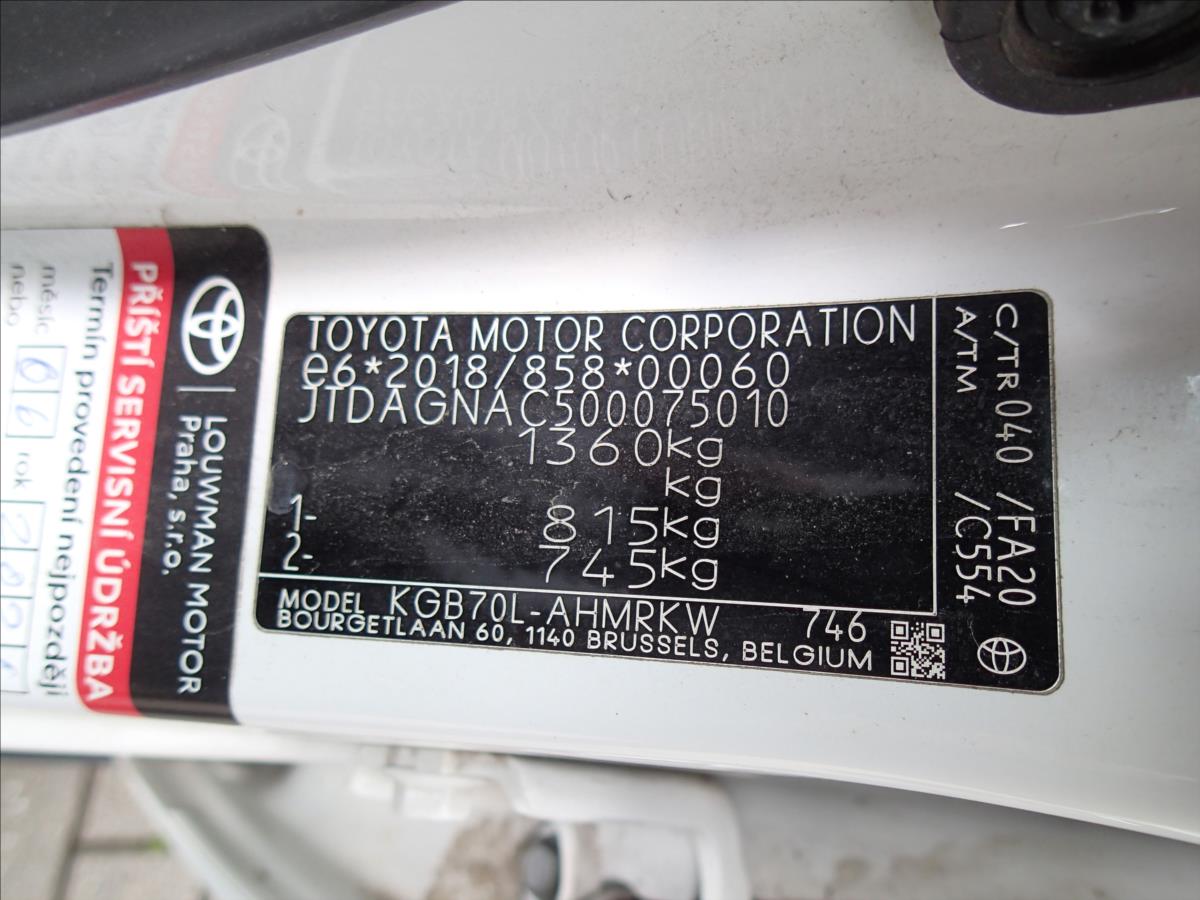 TOYOTA MOTOR CORPORATION
e6*2018/858*00060
JTDAGNAC500075010
1360kg
kg
1- 815kg
2- 745kg
MODEL KGB70L-AHMRKW 746
BOURGETLAAN 60, 1140 BRUSSELS, BELGIUM
C/TR 040 /FA20
A/TM /C554
LOUWMAN MOTOR
Praha, s.r.o.
PŘÍŠTÍ SERVISNÍ ÚDRŽBA
Termín provedení nejpozději
měsíc 06 rok
nebo